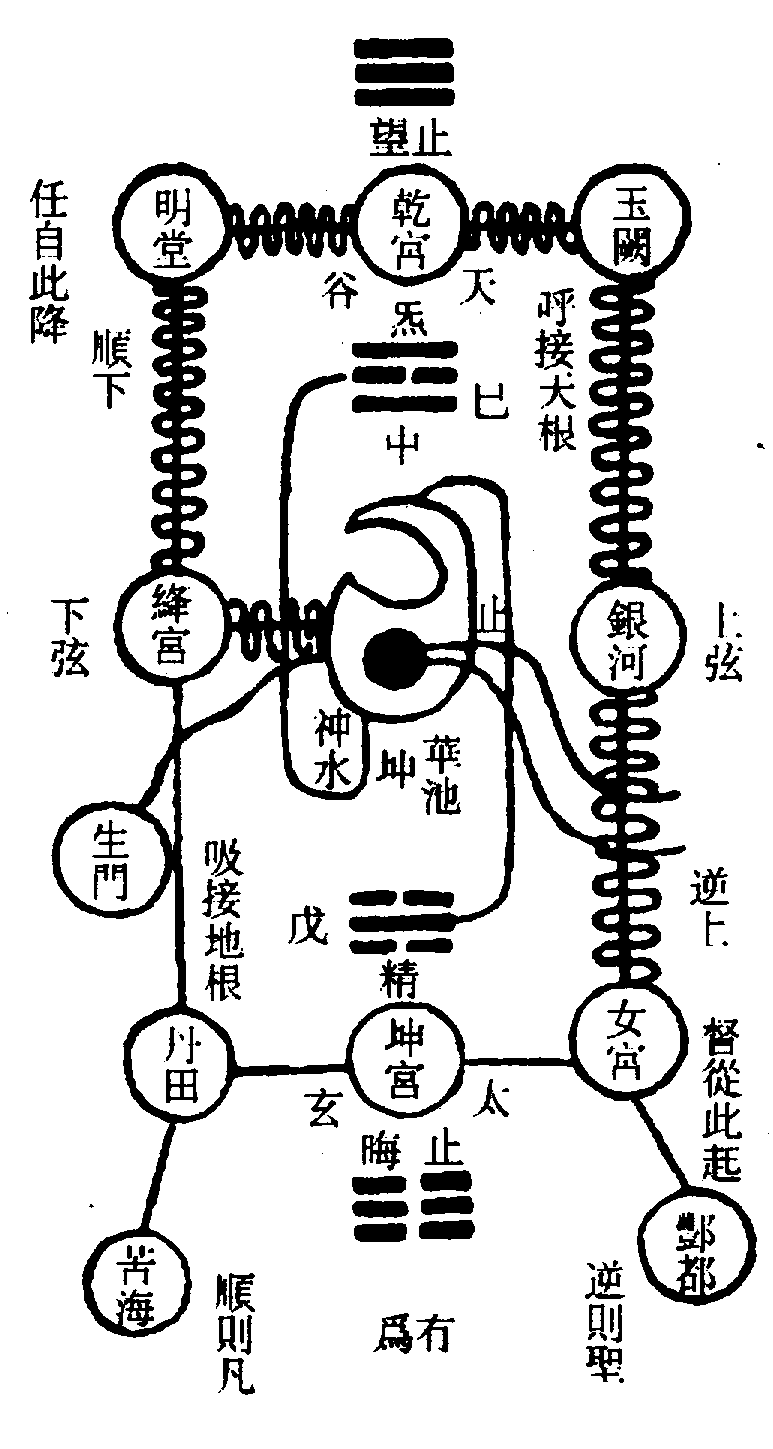 止望
玉闕
乾宮
明堂
任自此降
天
谷
炁
順下
呼接天根
巳
中
絳宮
下弦
止
銀河
上弦
神水
華池
坤
生門
吸接地根
戊
逆上
精
丹田
坤宮
女宮
督從此起
玄
太
止晦
苦海
酆都
順則凡
有爲
逆則聖